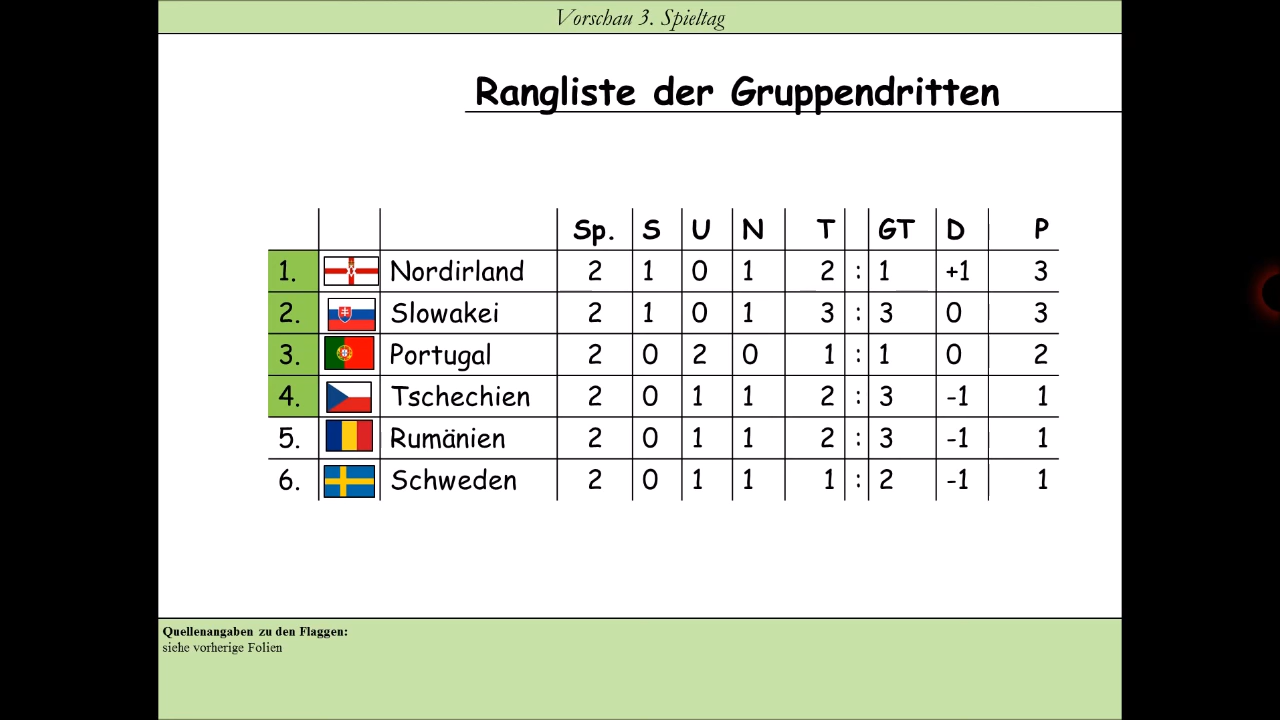 Vorschau 3. Spieltag
Rangliste der Gruppendritten
Sp. S U N T GT D P
1. Nordirland 2 1 0 1 2 : 1 +1 3
2. Slowakei 2 1 0 1 3 : 3 0 3
3. Portugal 2 0 2 0 1 : 1 0 2
4. Tschechien 2 0 1 1 2 : 3 -1 1
5. Rumänien 2 0 1 1 2 : 3 -1 1
6. Schweden 2 0 1 1 1 : 2 -1 1
Quellenangaben zu den Flaggen:
siehe vorherige Folien